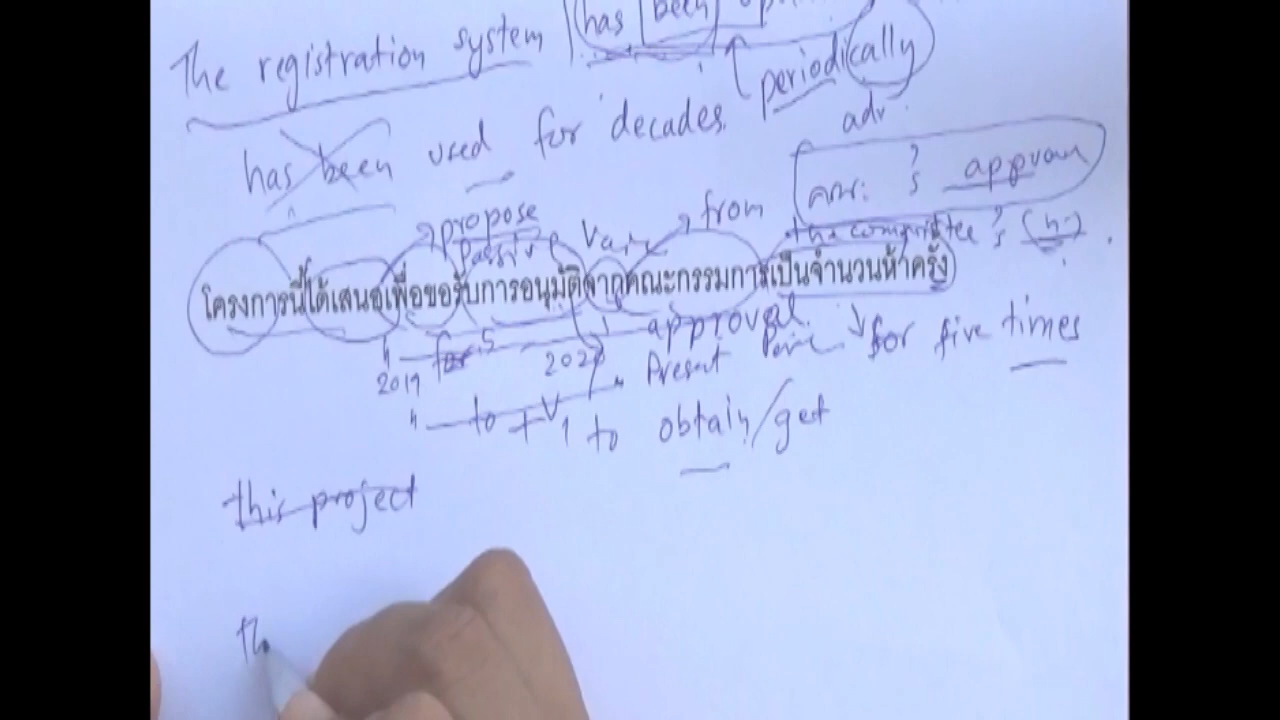 The registration system has been
periodically
has been used for decades.
adv.
's
propose
from
Passive
the committee's (n.)
โครงการนี้ได้เสนอเพื่อขอรับการอนุมัติจากคณะกรรมการเป็นจำนวนห้าครั้ง
approval.
for five times
2019 for 5
Present
to + V1 to obtain/get
this project